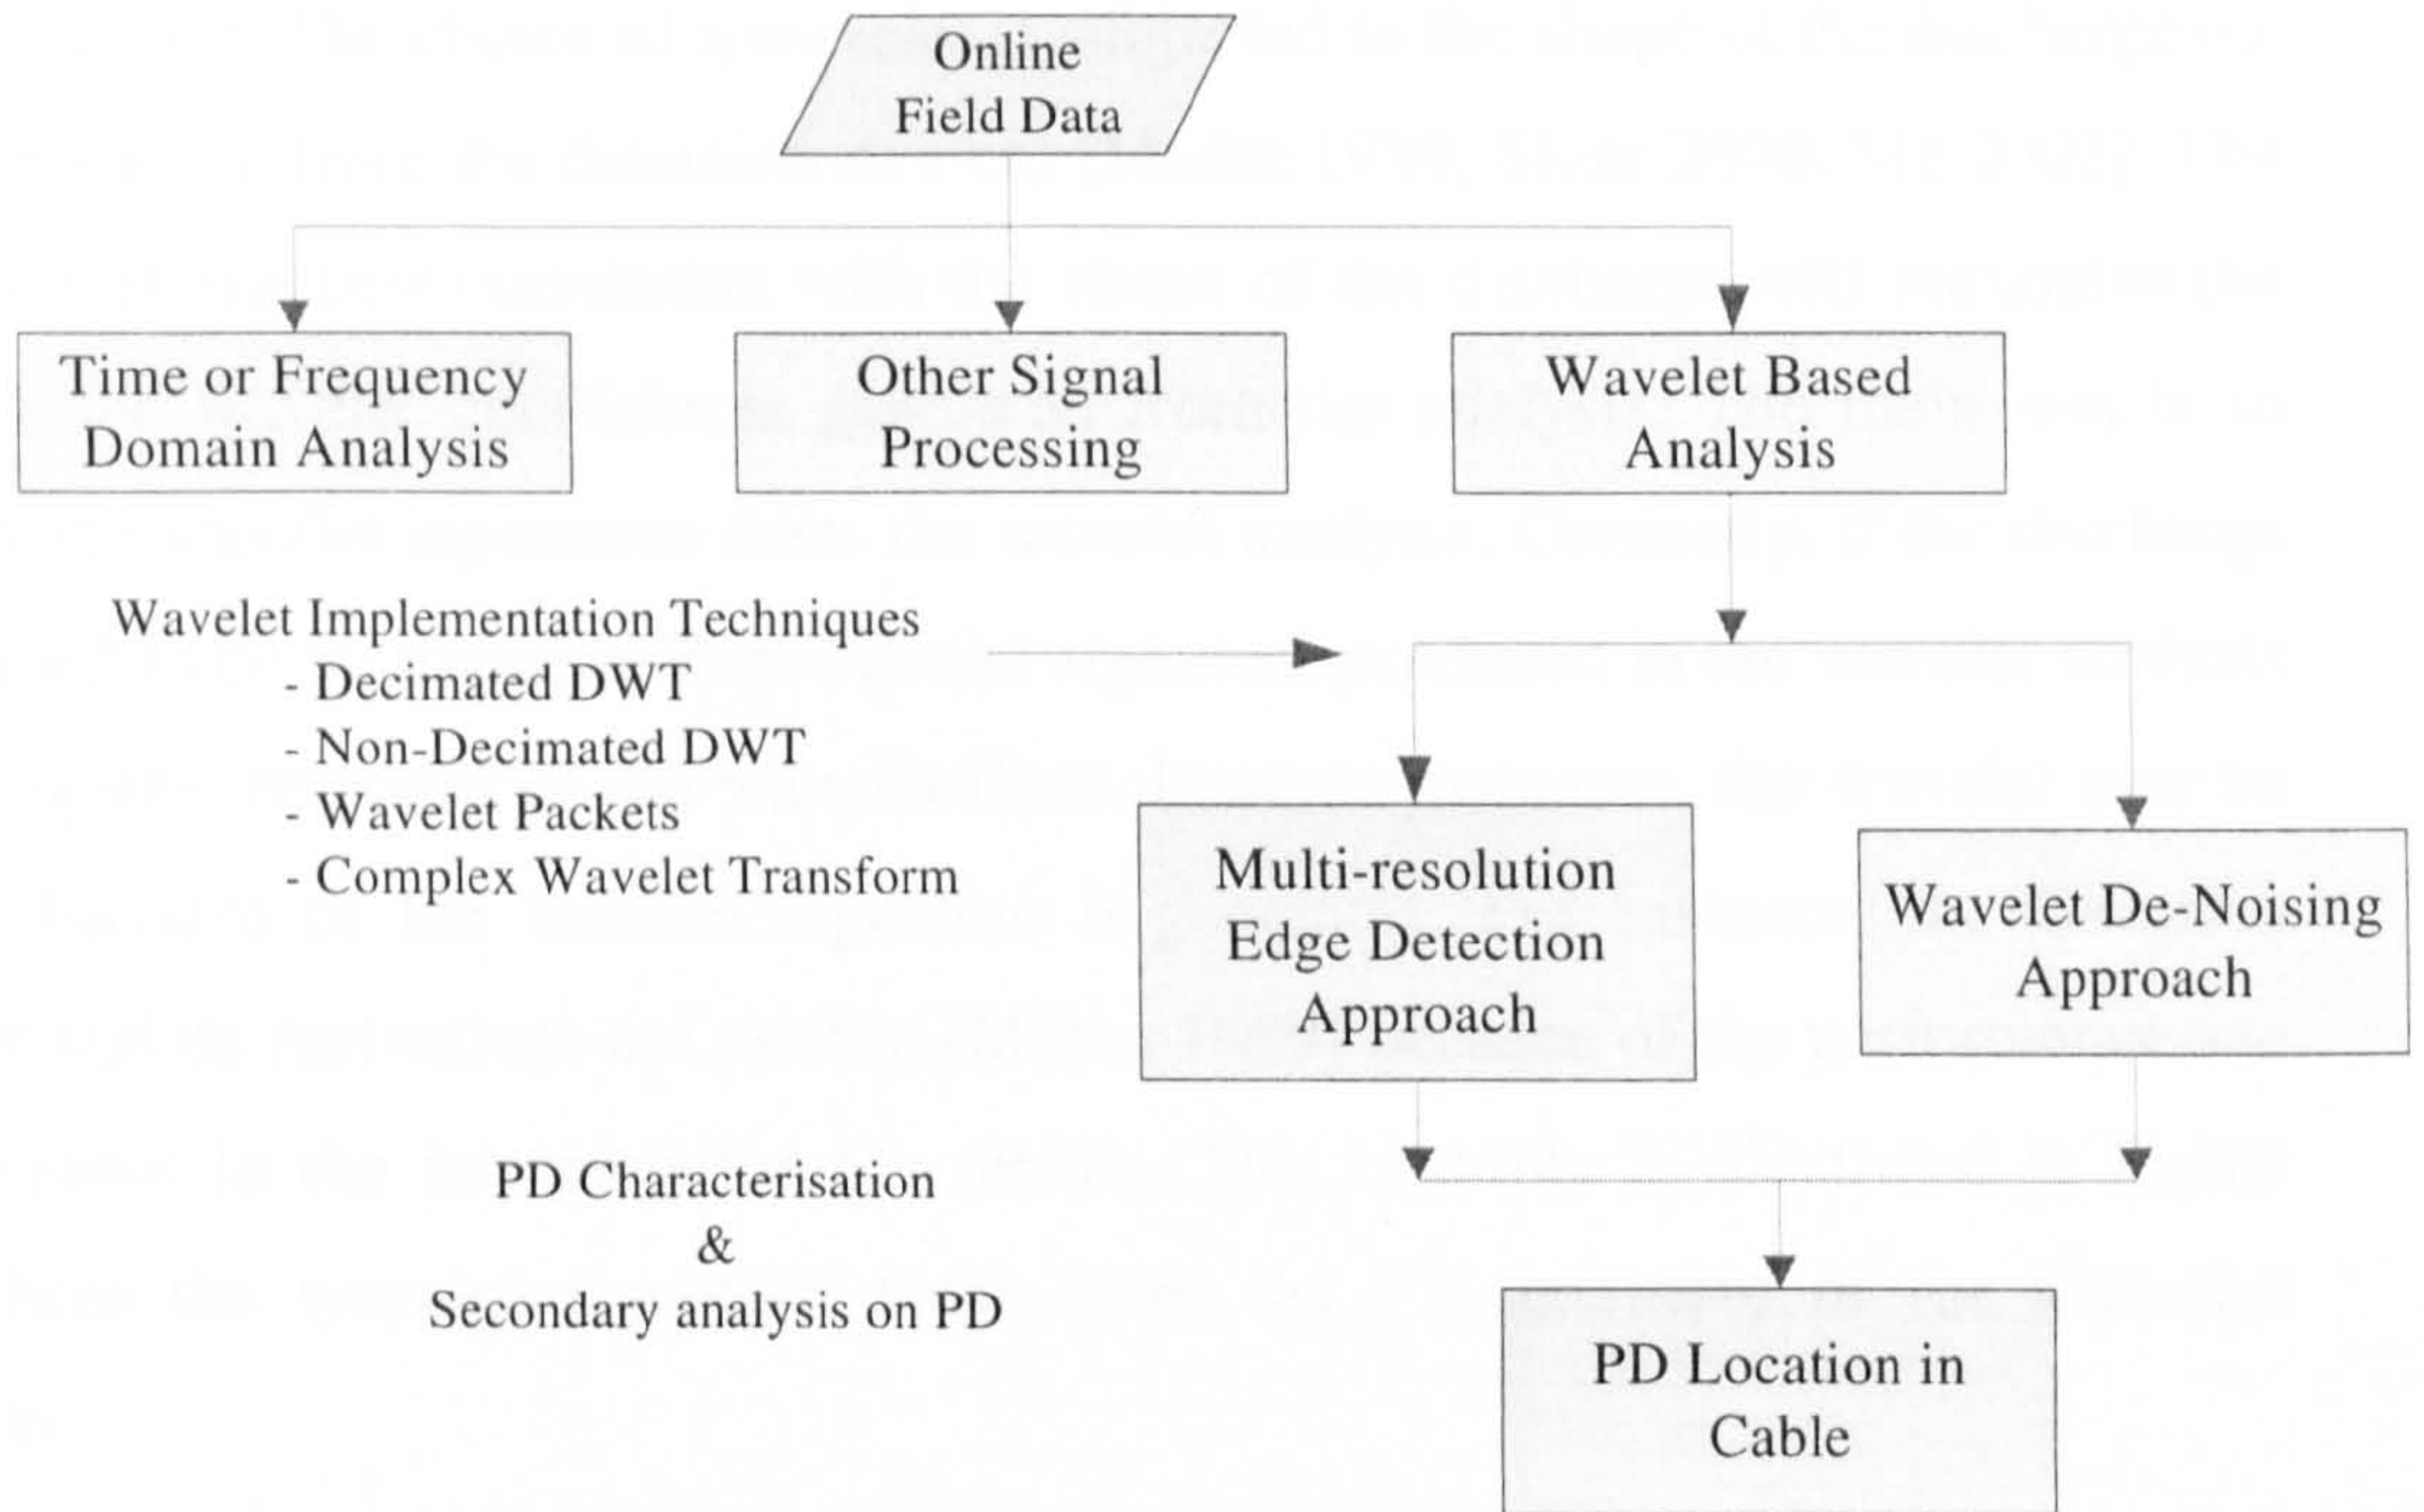 Online
Field Data
Time or Frequency
Domain Analysis
Other Signal
Processing
Wavelet Based
Analysis
Wavelet Implementation Techniques
- Decimated DWT
- Non-Decimated DWT
- Wavelet Packets
- Complex Wavelet Transform
Multi-resolution
Edge Detection
Approach
Wavelet De-Noising
Approach
PD Characterisation
&
Secondary analysis on PD
PD Location in
Cable